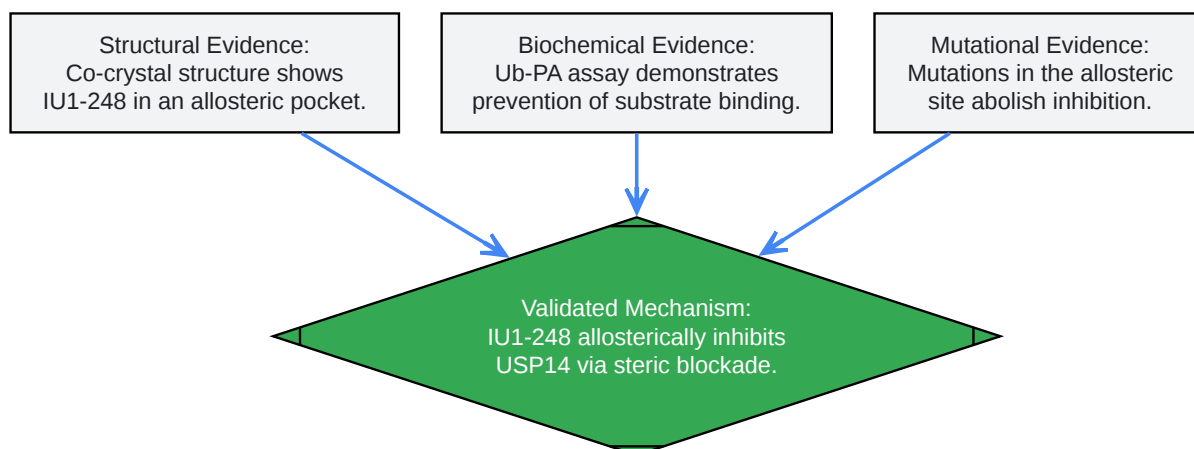 Structural Evidence:
Co-crystal structure shows
IU1-248 in an allosteric pocket.
Biochemical Evidence:
Ub-PA assay demonstrates
prevention of substrate binding.
Mutational Evidence:
Mutations in the allosteric
site abolish inhibition.
Validated Mechanism:
IU1-248 allosterically inhibits
USP14 via steric blockade.